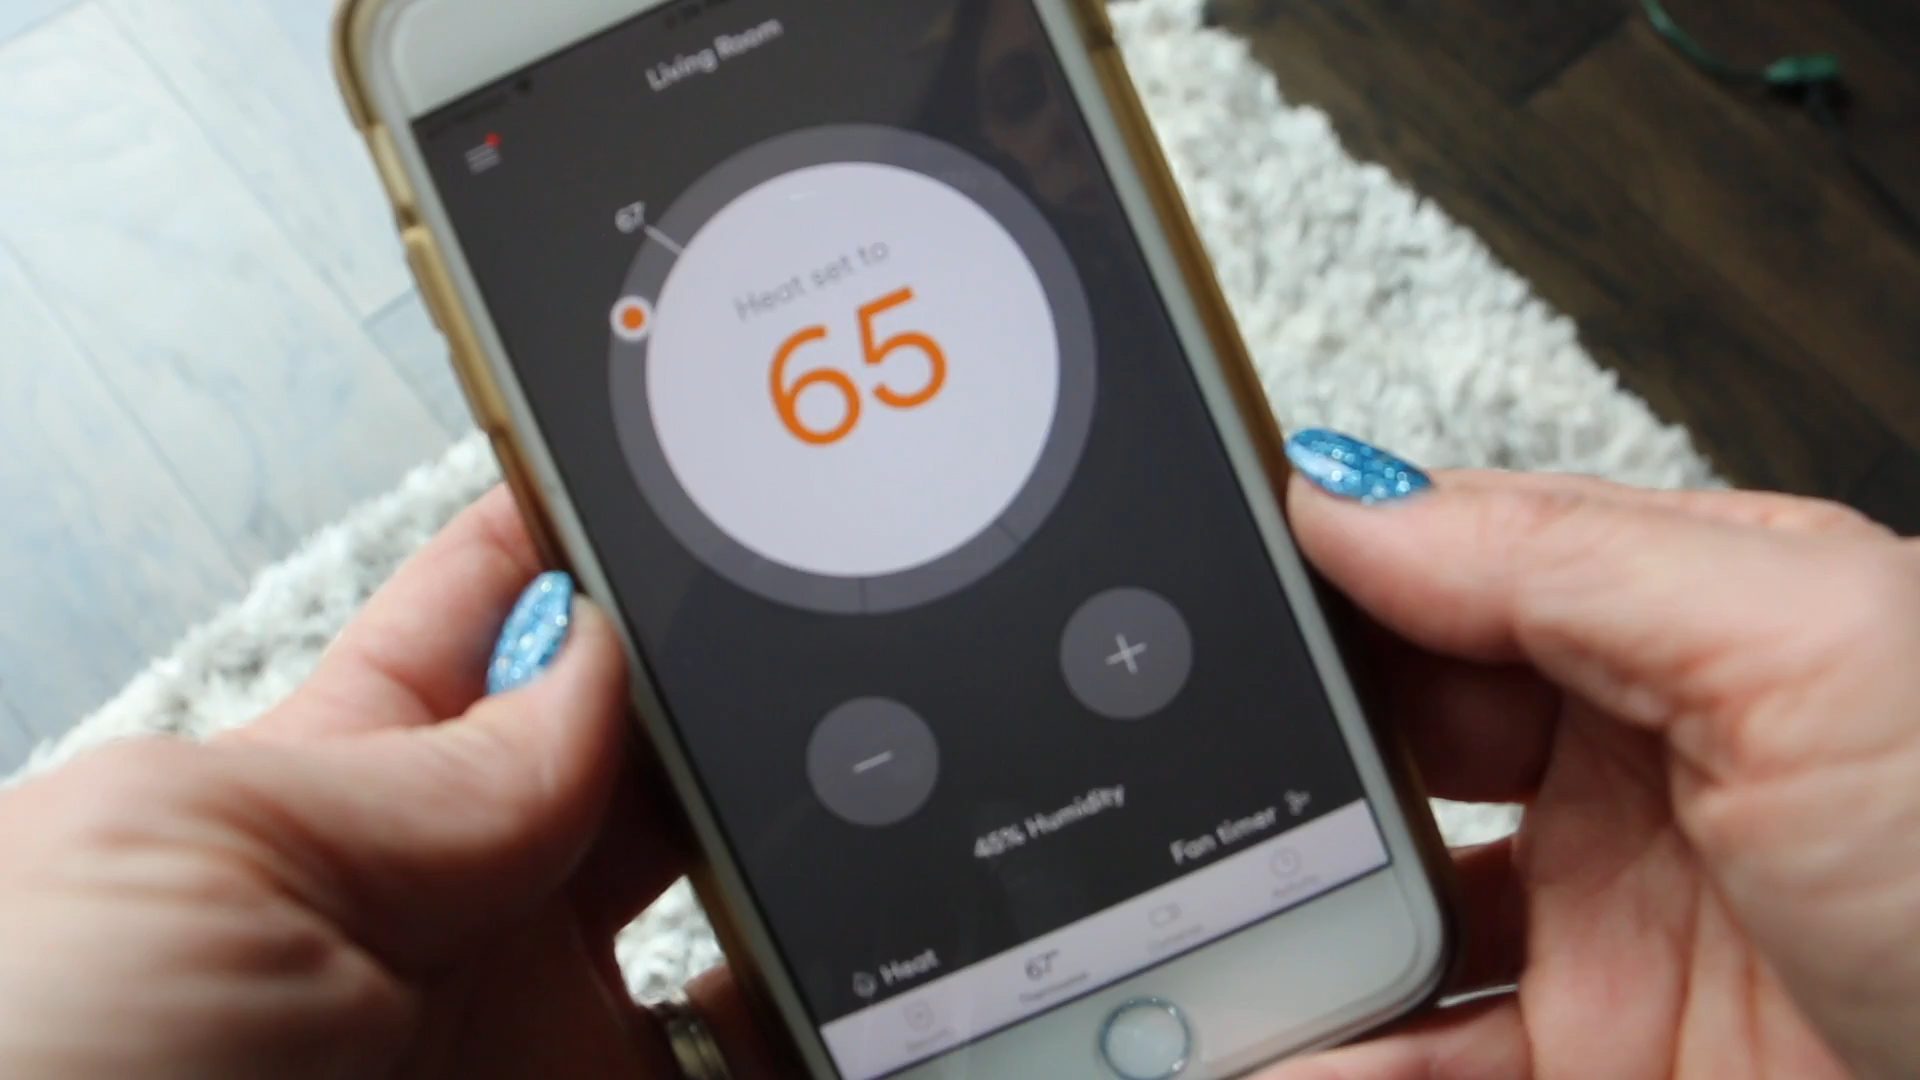 Living Room
67
Heat set to
65
45% Humidity
Fan timer
Heat
67°